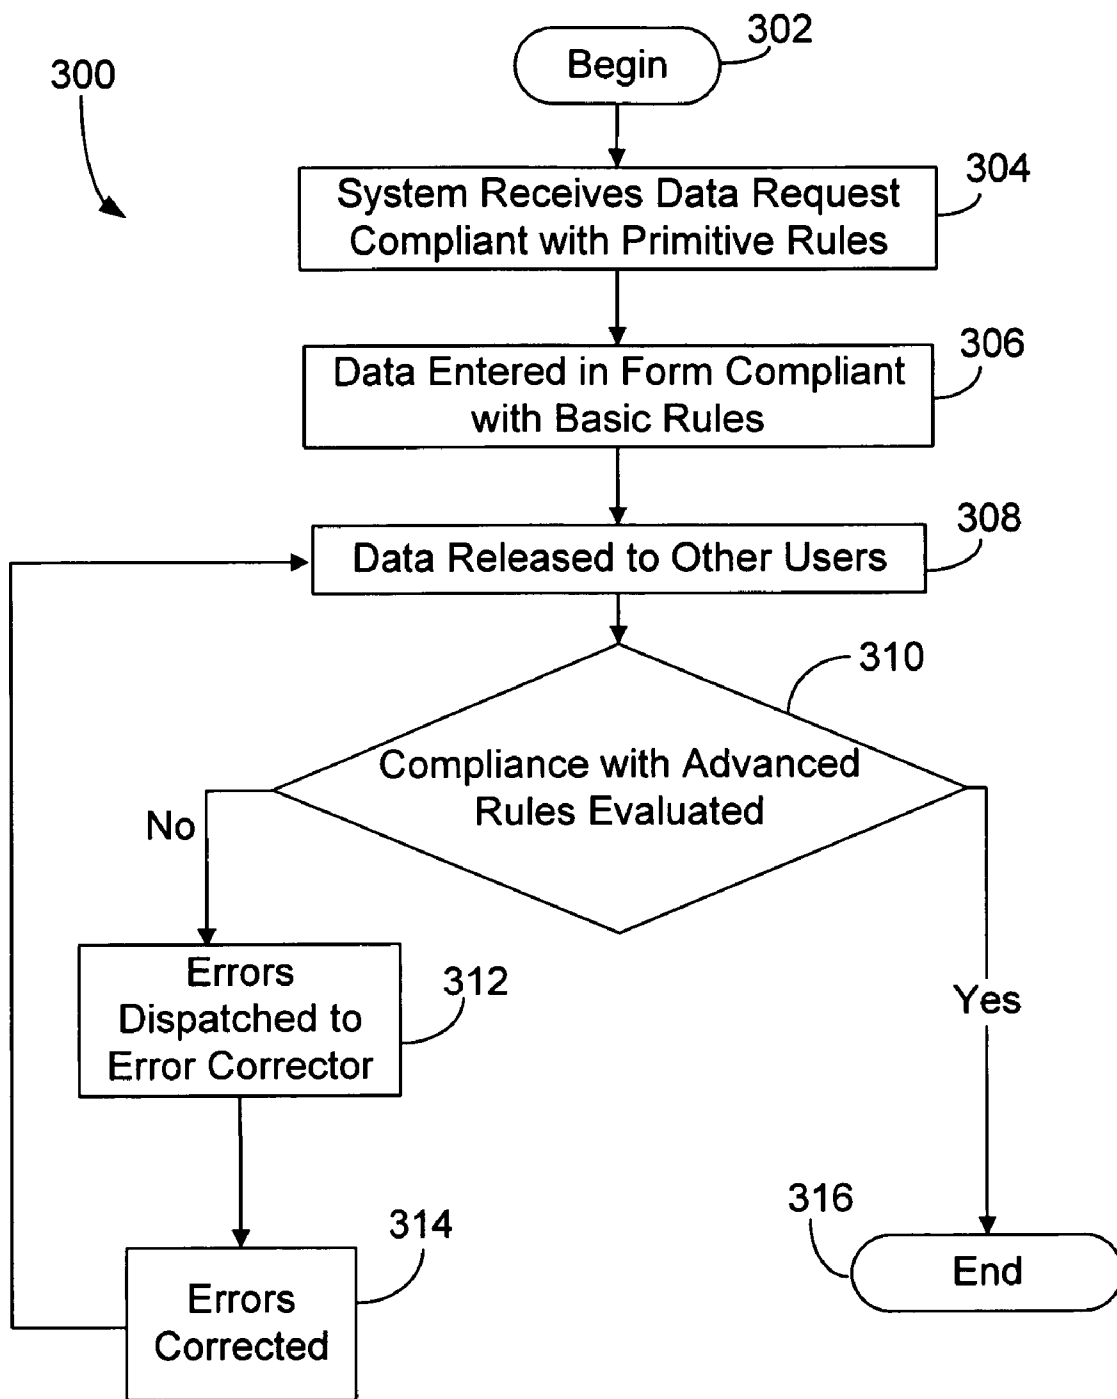 302
Begin
300
304
System Receives Data Request
Compliant with Primitive Rules
306
Data Entered in Form Compliant
with Basic Rules
308
Data Released to Other Users
310
Compliance with Advanced
Rules Evaluated
No
Yes
Errors
Dispatched to
Error Corrector
312
314
Errors
Corrected
316
End